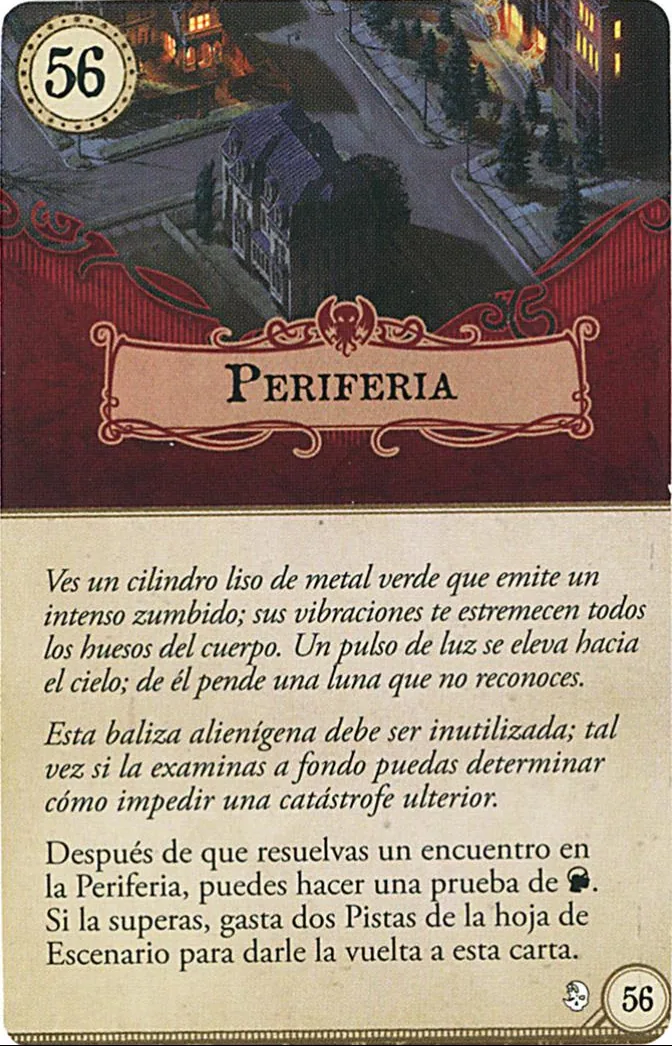 56
PERIFERIA
Ves un cilindro liso de metal verde que emite un
intenso zumbido; sus vibraciones te estremecen todos
los huesos del cuerpo. Un pulso de luz se eleva hacia
el cielo; de él pende una luna que no reconoces.
Esta baliza alienígena debe ser inutilizada; tal
vez si la examinas a fondo puedas determinar
cómo impedir una catástrofe ulterior.
Después de que resuelvas un encuentro en
la Periferia, puedes hacer una prueba de .
Si la superas, gasta dos Pistas de la hoja de
Escenario para darle la vuelta a esta carta.
56